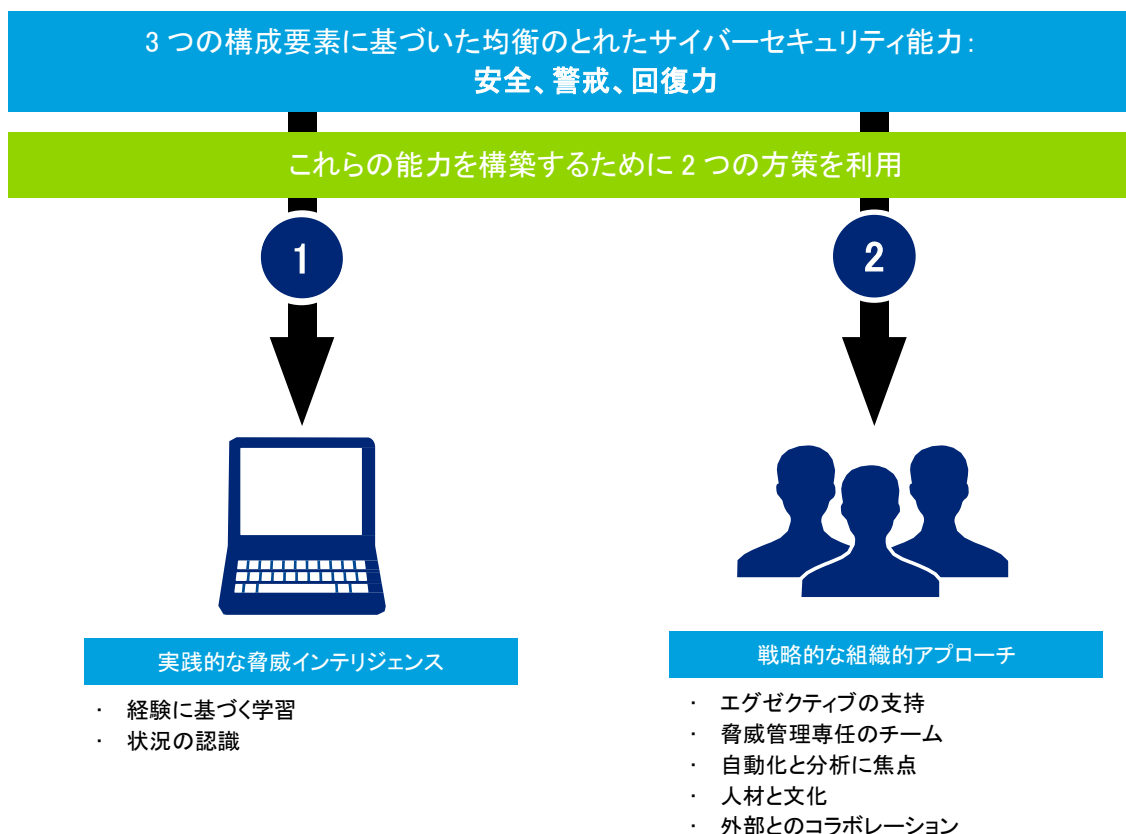 3 つの構成要素に基づいた均衡のとれたサイバーセキュリティ能力：
安全、警戒、回復力
これらの能力を構築するために 2 つの方策を利用
1
2
実践的な脅威インテリジェンス
・ 経験に基づく学習
・ 状況の認識
戦略的な組織的アプローチ
・ エグゼクティブの支持
・ 脅威管理専任のチーム
・ 自動化と分析に焦点
・ 人材と文化
・ 外部とのコラボレーション